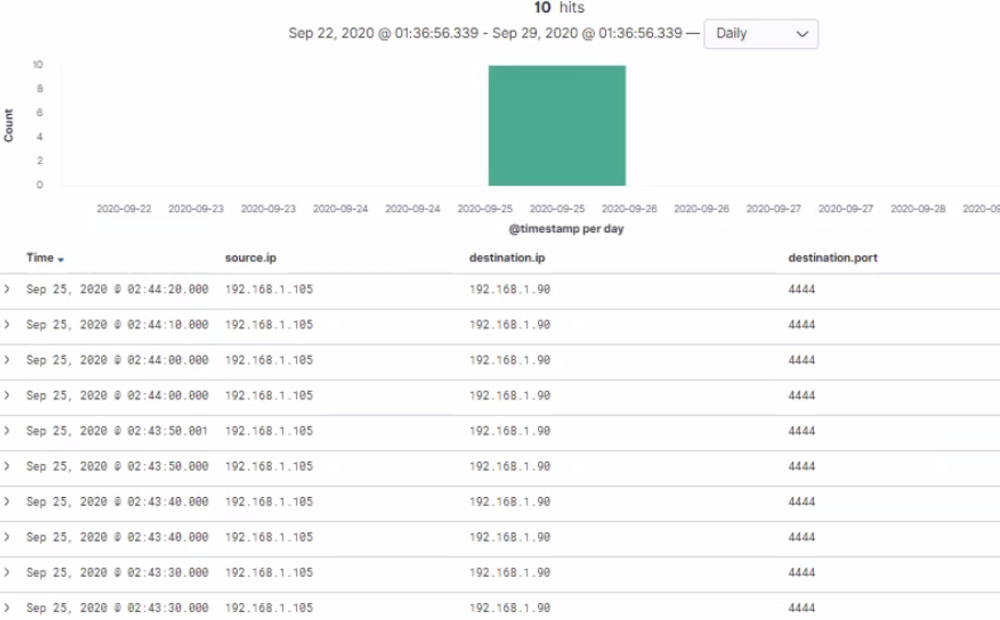 10 hits
Sep 22, 2020 @ 01:36:56.339 - Sep 29, 2020 @ 01:36:56.339 — Daily
Count
10
8
6
4
2
0
2020-09-22 2020-09-23 2020-09-23 2020-09-24 2020-09-24 2020-09-25 2020-09-25 2020-09-26 2020-09-26 2020-09-27 2020-09-27 2020-09-28 2020-09
@timestamp per day
Time source.ip destination.ip destination.port
Sep 25, 2020 @ 02:44:20.000 192.168.1.105 192.168.1.90 4444
Sep 25, 2020 @ 02:44:10.000 192.168.1.105 192.168.1.90 4444
Sep 25, 2020 @ 02:44:00.000 192.168.1.105 192.168.1.90 4444
Sep 25, 2020 @ 02:44:00.000 192.168.1.105 192.168.1.90 4444
Sep 25, 2020 @ 02:43:50.001 192.168.1.105 192.168.1.90 4444
Sep 25, 2020 @ 02:43:50.000 192.168.1.105 192.168.1.90 4444
Sep 25, 2020 @ 02:43:40.000 192.168.1.105 192.168.1.90 4444
Sep 25, 2020 @ 02:43:40.000 192.168.1.105 192.168.1.90 4444
Sep 25, 2020 @ 02:43:30.000 192.168.1.105 192.168.1.90 4444
Sep 25, 2020 @ 02:43:30.000 192.168.1.105 192.168.1.90 4444